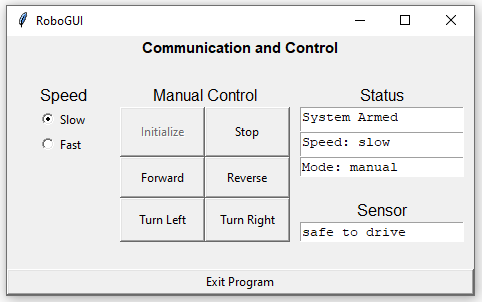 RoboGUI
Communication and Control
Speed
Slow
Fast
Manual Control
Initialize
Stop
Forward
Reverse
Turn Left
Turn Right
Status
System Armed
Speed: slow
Mode: manual
Sensor
safe to drive
Exit Program